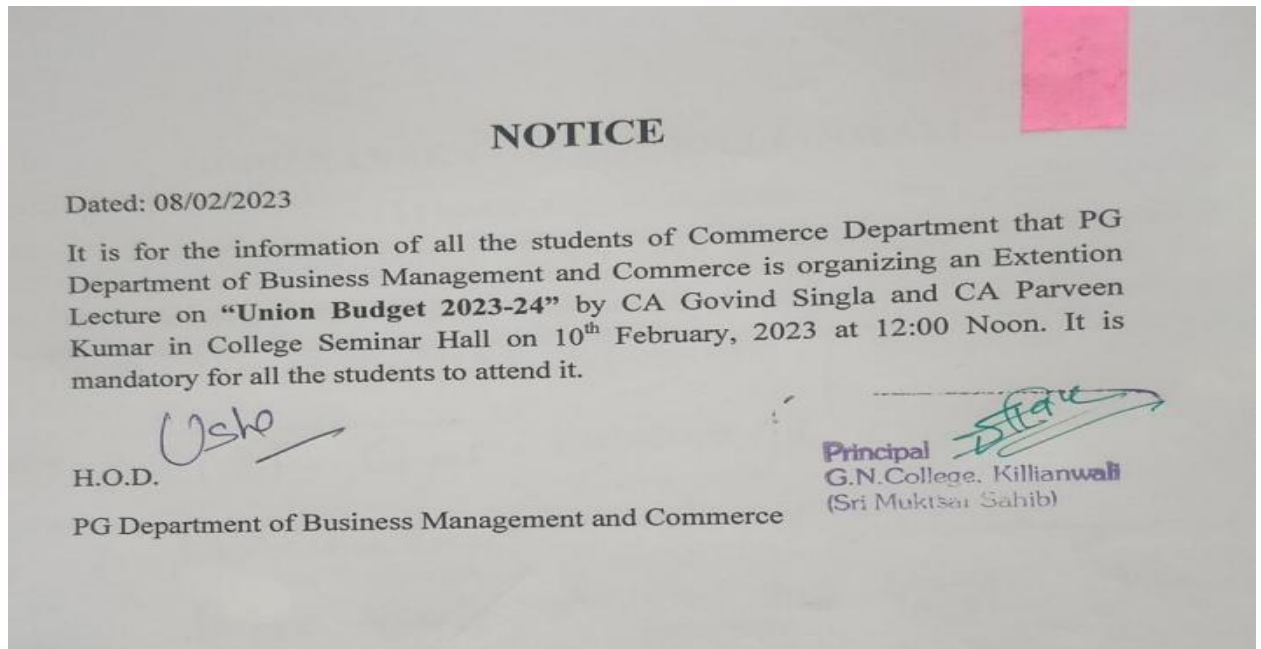 NOTICE
Dated: 08/02/2023
It is for the information of all the students of Commerce Department that PG
Department of Business Management and Commerce is organizing an Extention
Lecture on “Union Budget 2023-24” by CA Govind Singla and CA Parveen
Kumar in College Seminar Hall on 10th February, 2023 at 12:00 Noon. It is
mandatory for all the students to attend it.
Usha
H.O.D.
PG Department of Business Management and Commerce
Principal
G.N.College, Killianwali
(Sri Muktsar Sahib)